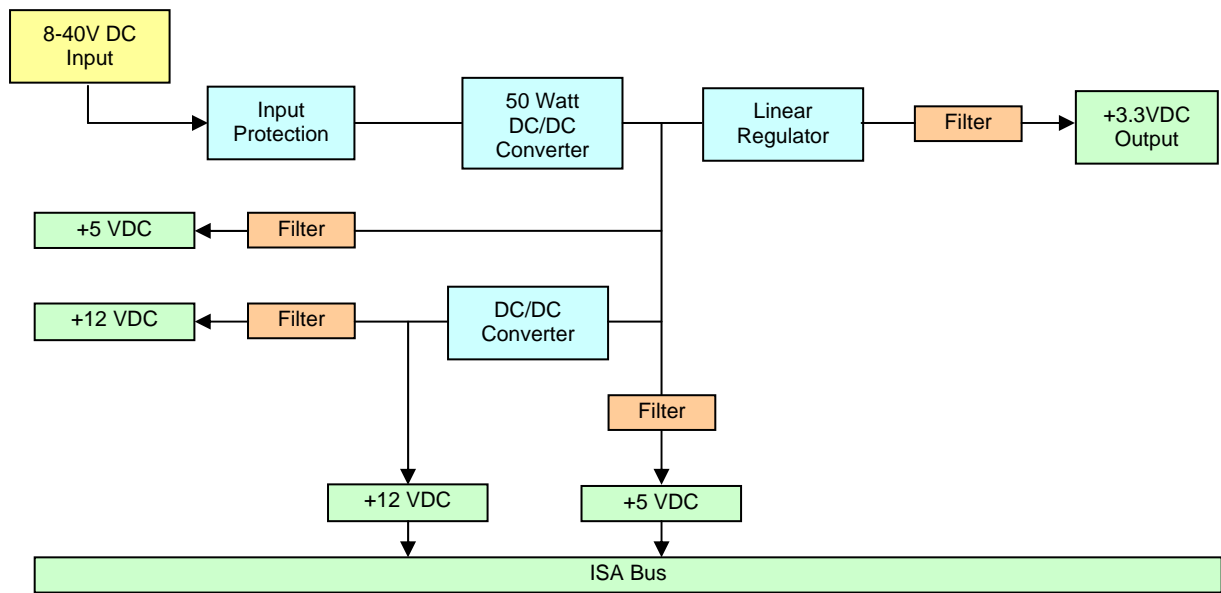 8-40V DC
Input
Input
Protection
50 Watt
DC/DC
Converter
Linear
Regulator
Filter
+3.3VDC
Output
+5 VDC
Filter
+12 VDC
Filter
DC/DC
Converter
Filter
+12 VDC
+5 VDC
ISA Bus